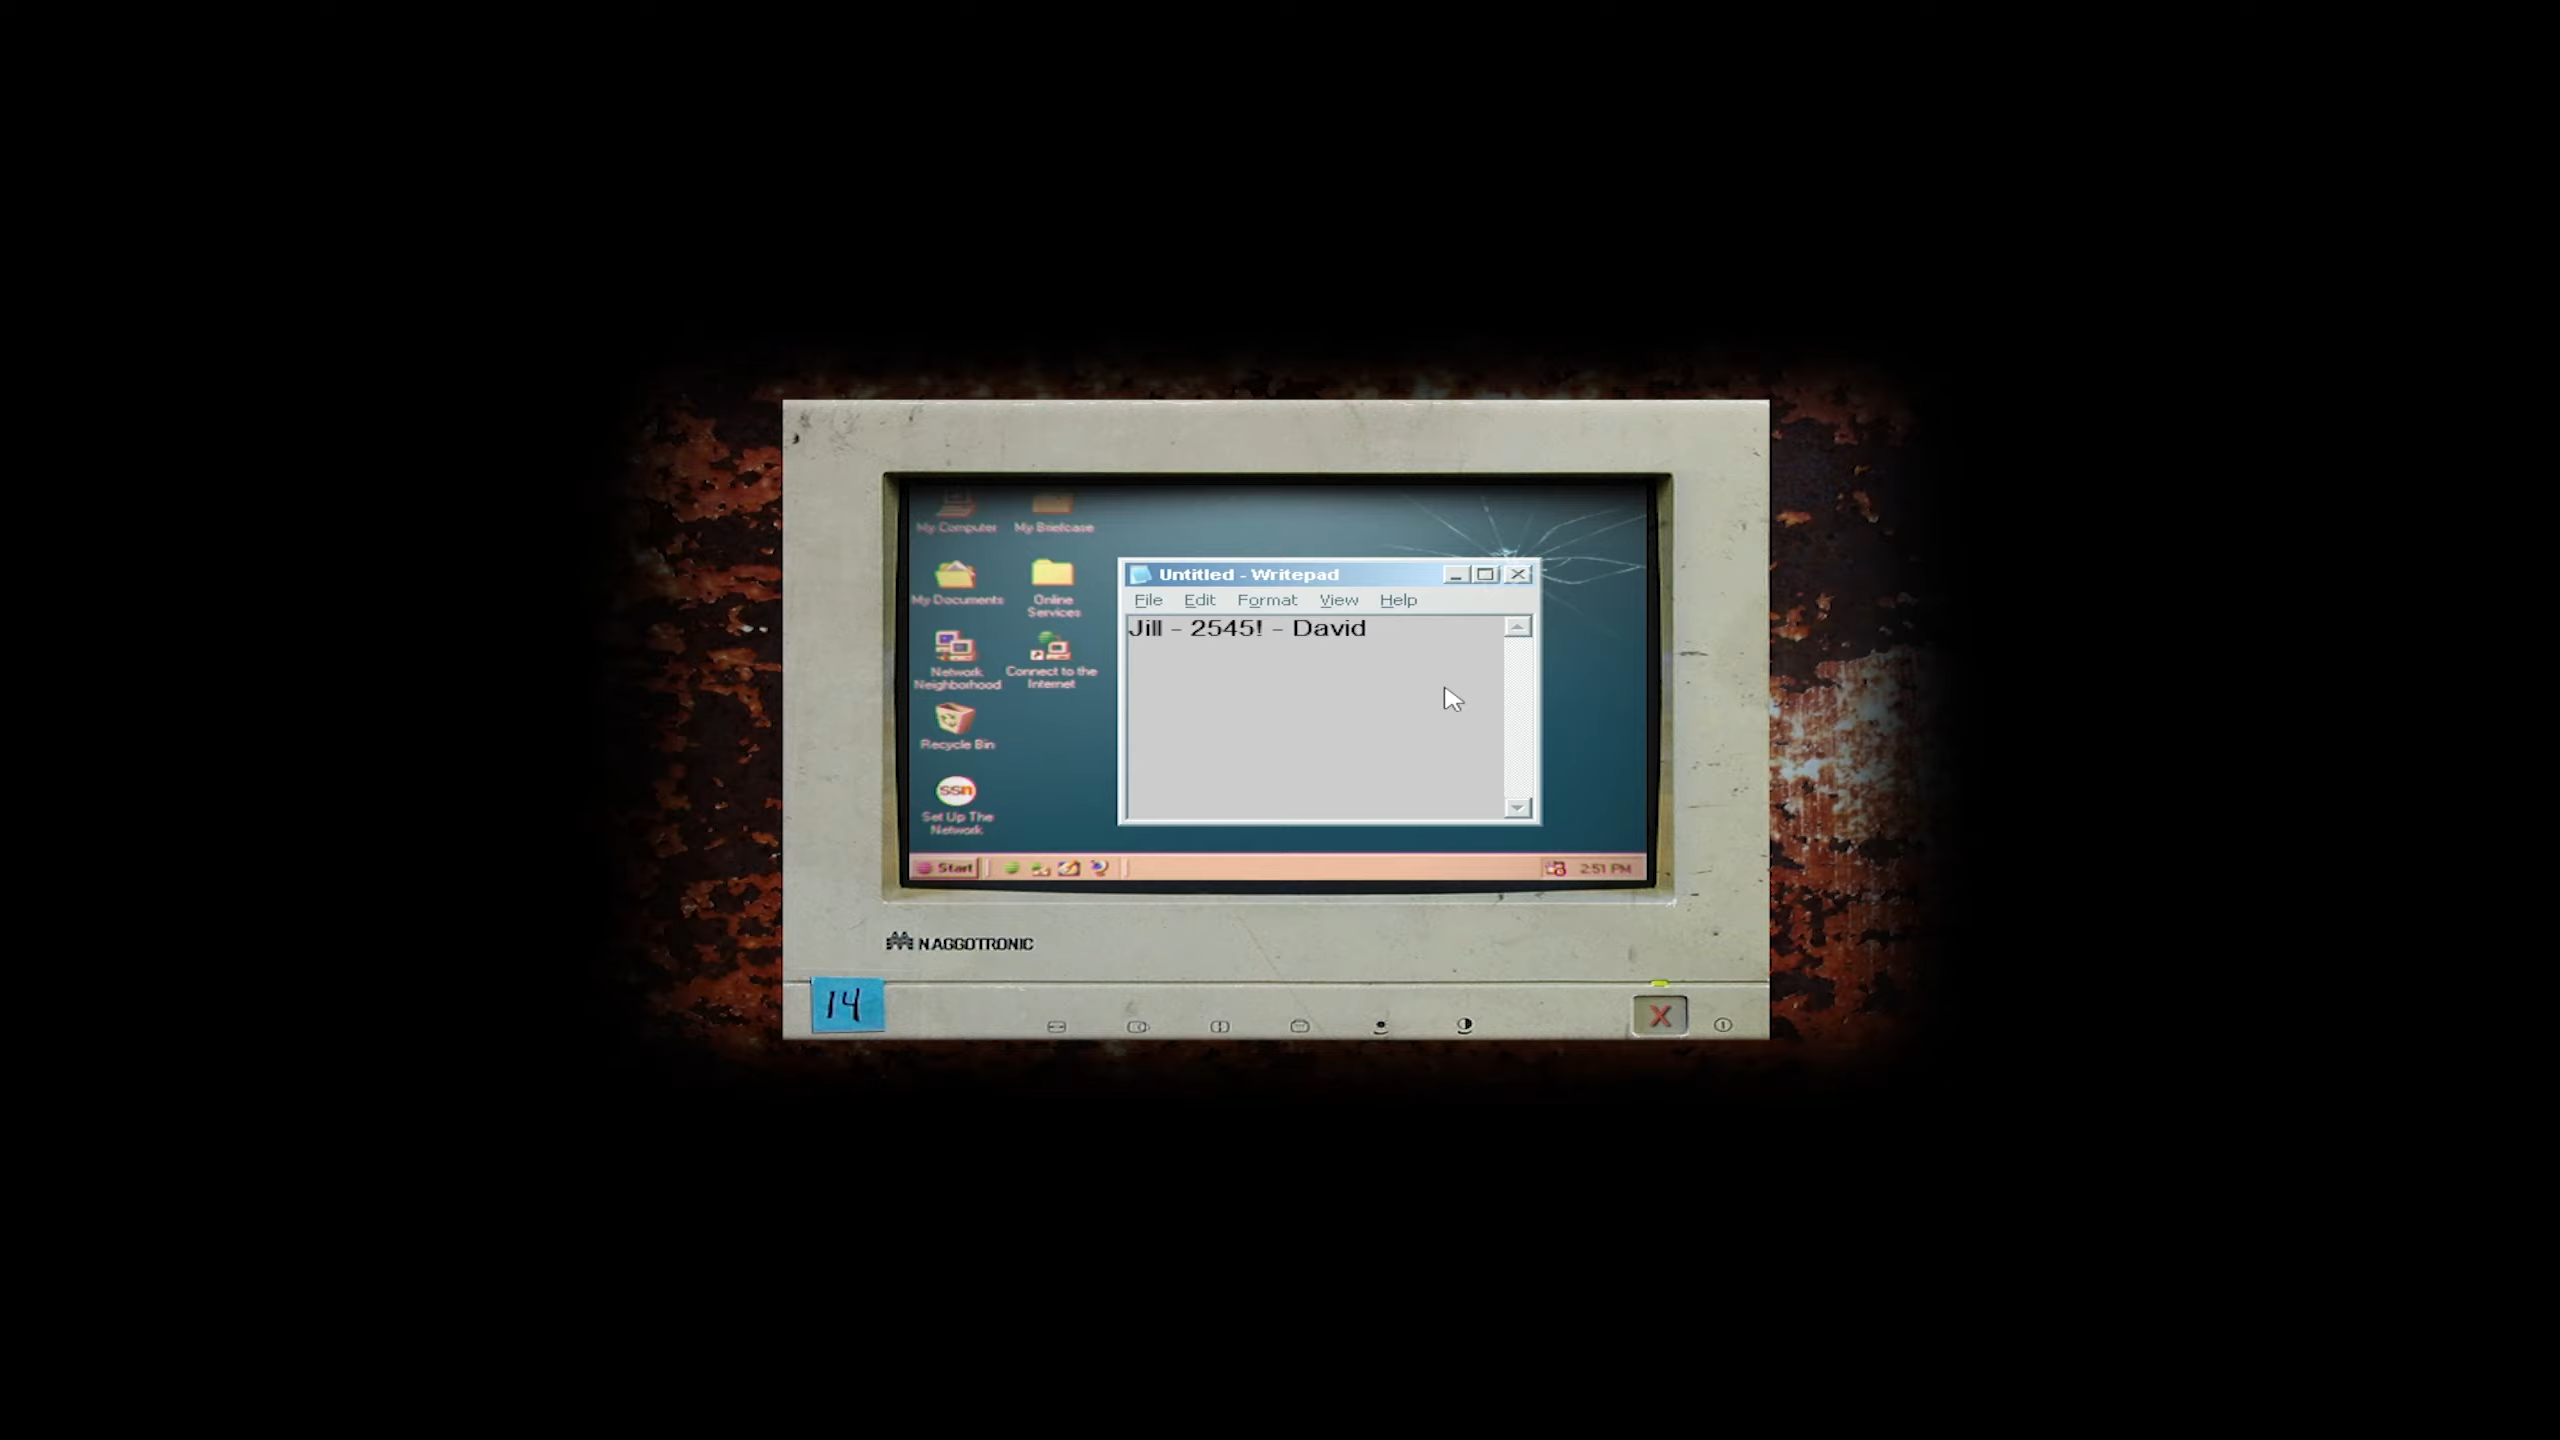 My Computer
My Briefcase
My Documents
Online
Services
Network
Neighborhood
Connect to the
Internet
Recycle Bin
ssn
Set Up The
Network
Untitled - Writepad
File Edit Format View Help
Jill - 2545! - David
Start
2:51 PM
NAGGOTRONIC
14
X